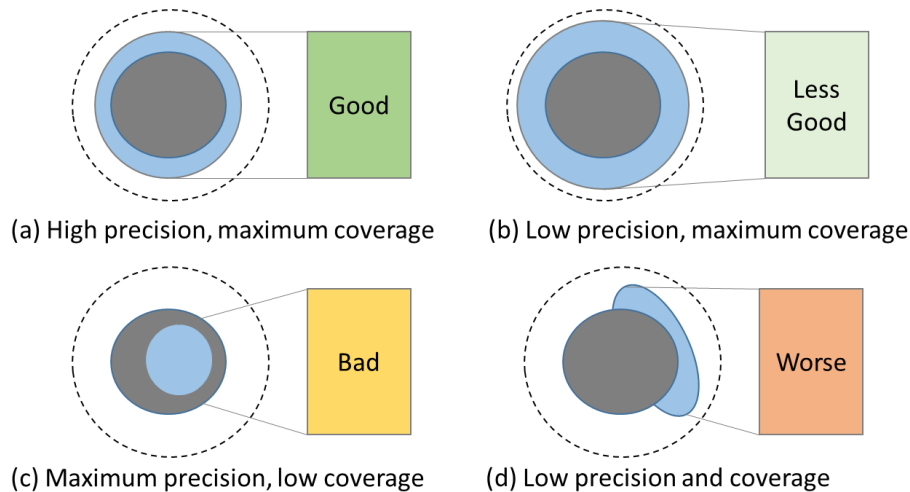 Good
Less
Good
(a) High precision, maximum coverage
(b) Low precision, maximum coverage
Bad
Worse
(c) Maximum precision, low coverage
(d) Low precision and coverage